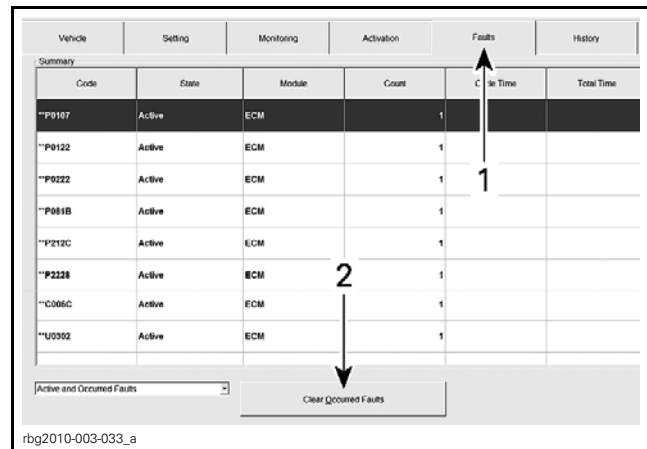 Vehicle Setting Monitoring Activation Faults History
Summary
Code State Module Count Cycle Time Total Time
**P0107 Active ECM 1
**P0122 Active ECM 1
**P0222 Active ECM 1
1
**P081B Active ECM 1
**P212C Active ECM 1
**P2228 Active ECM 1
2
**C006C Active ECM 1
**U0302 Active ECM 1
Active and Occurred Faults
Clear Occurred Faults
rbg2010-003-033_a